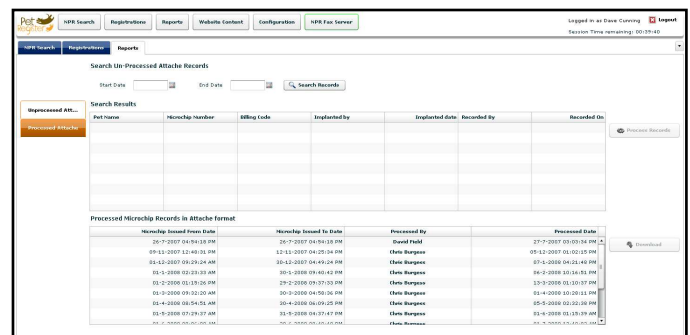 Pet Register
NPR Search Registrations Reports Website Content Configuration NPR Fax Server
Logged in as Dave Cunning Logout
Session Time remaining: 00:39:40
NPR Search Registrations Reports
Search Un-Processed Attache Records
Start Date End Date Search Records
Unprocessed Att...
Processed Attache
Search Results
Pet Name Microchip Number Billing Code Implanted by Implanted date Recorded By Recorded On
Process Records
Processed Microchip Records in Attache format
Microchip Issued From Date Microchip Issued To Date Processed By Processed Date
26-7-2007 04:54:18 PM 26-7-2007 04:54:18 PM David Field 27-7-2007 03:03:34 PM
09-11-2007 12:48:31 PM 12-11-2007 04:25:34 PM Chris Burgess 05-12-2007 01:02:15 PM
01-12-2007 09:29:24 AM 30-12-2007 04:49:24 PM Chris Burgess 07-1-2008 04:21:48 PM
01-1-2008 02:23:33 AM 30-1-2008 09:40:42 PM Chris Burgess 06-2-2008 10:16:51 PM
01-2-2008 01:15:26 PM 29-2-2008 09:37:33 PM Chris Burgess 13-3-2008 01:10:37 PM
01-3-2008 09:32:20 AM 30-3-2008 04:58:36 PM Chris Burgess 01-4-2008 10:28:11 PM
01-4-2008 08:54:51 AM 30-4-2008 06:09:25 PM Chris Burgess 05-5-2008 02:32:38 PM
01-5-2008 07:29:37 AM 31-5-2008 04:37:47 PM Chris Burgess 01-6-2008 01:15:39 AM
Chris Burgess
Download